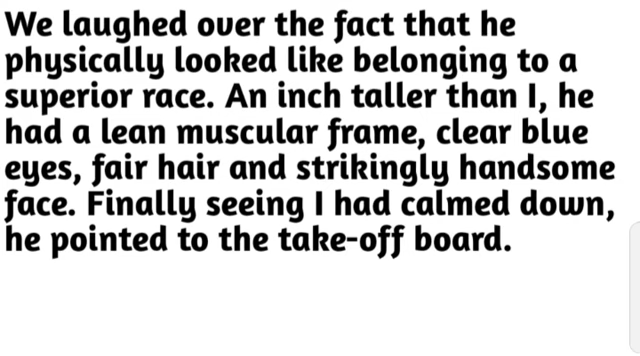 We laughed over the fact that he
physically looked like belonging to a
superior race. An inch taller than I, he
had a lean muscular frame, clear blue
eyes, fair hair and strikingly handsome
face. Finally seeing I had calmed down,
he pointed to the take-off board.